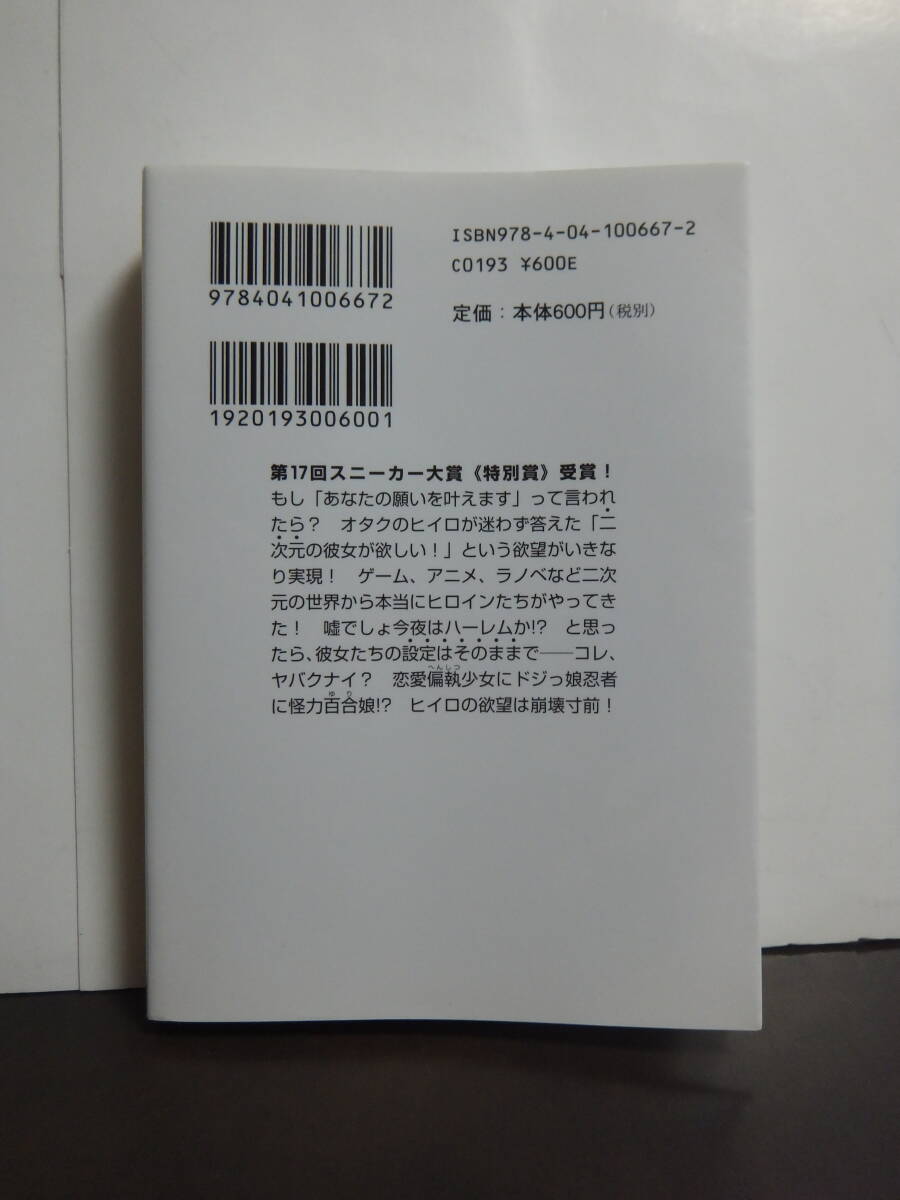 ISBN978-4-04-100667-2
C0193 ¥600E
定価：本体600円（税別）
9784041006672
1920193006001
第17回スニーカー大賞《特別賞》受賞！
もし「あなたの願いを叶えます」って言われ
たら？　オタクのヒイロが迷わず答えた「二
次元の彼女が欲しい！」という欲望がいきな
り実現！　ゲーム、アニメ、ラノベなど二次
元の世界から本当にヒロインたちがやってき
た！　嘘でしょ今夜はハーレムか!?　と思っ
たら、彼女たちの設定はそのままで――コレ、
ヤバクナイ？　恋愛偏執少女にドジっ娘忍者
に怪力百合娘!?　ヒイロの欲望は崩壊寸前！